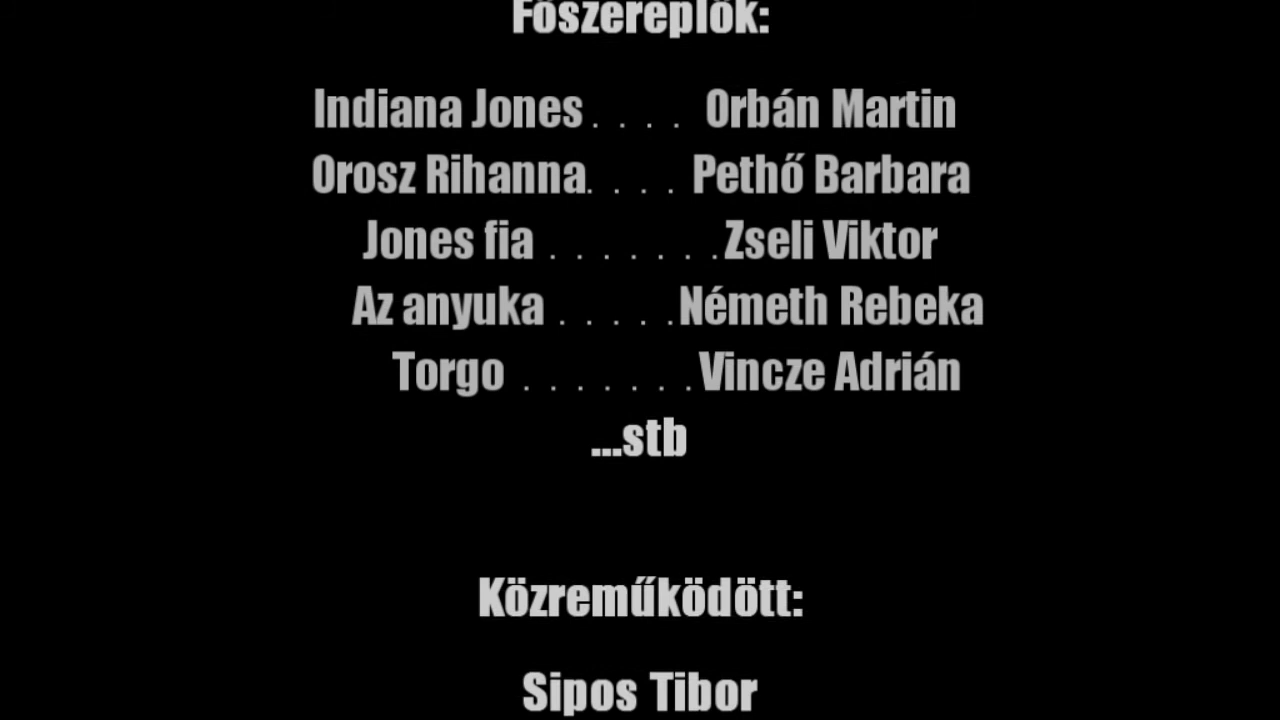 Főszereplők:
Indiana Jones . . . . Orbán Martin
Orosz Rihanna. . . . Pethő Barbara
Jones fia . . . . . . . Zseli Viktor
Az anyuka . . . . . Németh Rebeka
Torgo . . . . . . . Vincze Adrián
...stb
Közreműködött:
Sipos Tibor